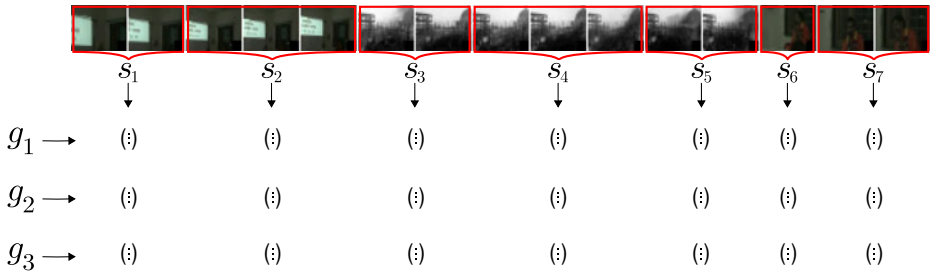 s₁ s₂ s₃ s₄ s₅ s₆ s₇
g₁ (⋮) (⋮) (⋮) (⋮) (⋮) (⋮) (⋮)
g₂ (⋮) (⋮) (⋮) (⋮) (⋮) (⋮) (⋮)
g₃ (⋮) (⋮) (⋮) (⋮) (⋮) (⋮) (⋮)